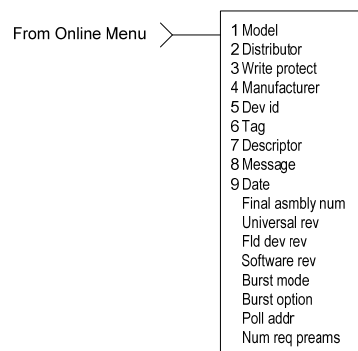 From Online Menu
1 Model
2 Distributor
3 Write protect
4 Manufacturer
5 Dev id
6 Tag
7 Descriptor
8 Message
9 Date
Final asmbly num
Universal rev
Fld dev rev
Software rev
Burst mode
Burst option
Poll addr
Num req preams